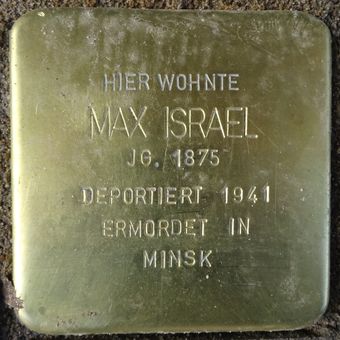 HIER WOHNTE
MAX ISRAEL
JG. 1875
DEPORTIERT 1941
ERMORDET IN
MINSK